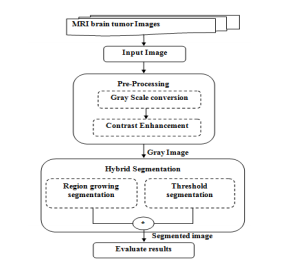 MRI brain tumor Images
Input Image
Pre-Processing
Gray Scale conversion
Contrast Enhancement
Gray Image
Hybrid Segmentation
Region growing
segmentation
Threshold
segmentation
+
Segmented image
Evaluate results